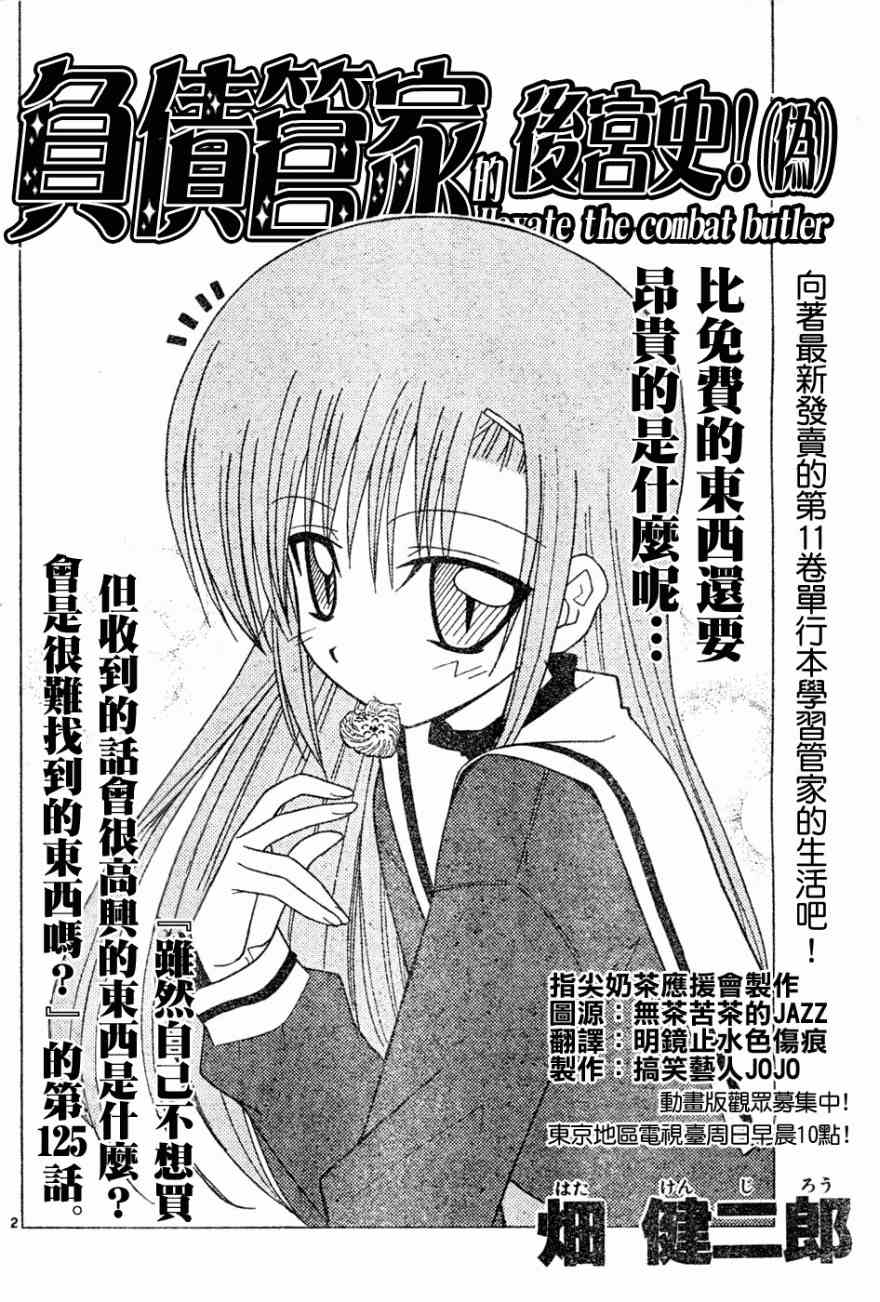 負債管家的後宮史!(偽)
Hayate the combat butler
向著最新發賣的第11卷單行本學習管家的生活吧!
比免費的東西還要
昂貴的是什麼呢…
『雖然自己不想買
但收到的話會很高興的東西是什麼?
會是很難找到的東西嗎?』的第125話。
指尖奶茶應援會製作
圖源:無茶苦茶的JAZZ
翻譯:明鏡止水色傷痕
製作:搞笑藝人JOJO
動畫版觀眾募集中!
東京地區電視臺周日早晨10點!
はた けん じ ろう
畑 健二郎
2